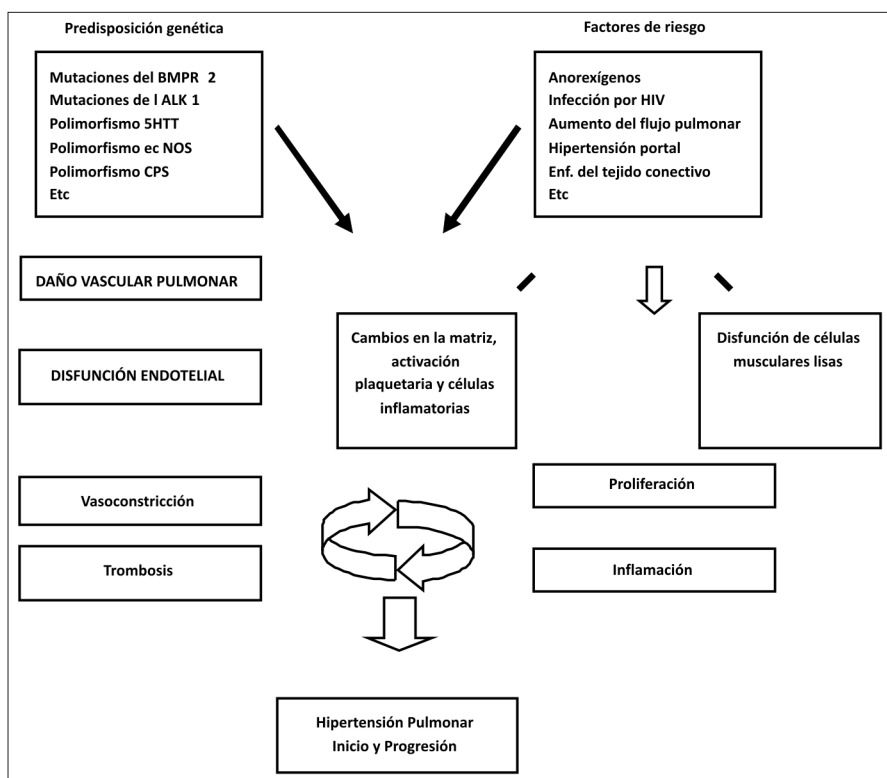 Predisposición genética
Factores de riesgo
Mutaciones del BMPR 2
Mutaciones de l ALK 1
Polimorfismo 5HTT
Polimorfismo ec NOS
Polimorfismo CPS
Etc
Anorexígenos
Infección por HIV
Aumento del flujo pulmonar
Hipertensión portal
Enf. del tejido conectivo
Etc
DAÑO VASCULAR PULMONAR
DISFUNCIÓN ENDOTELIAL
Cambios en la matriz,
activación
plaquetaria y células
inflamatorias
Disfunción de células
musculares lisas
Vasoconstricción
Proliferación
Trombosis
Inflamación
Hipertensión Pulmonar
Inicio y Progresión